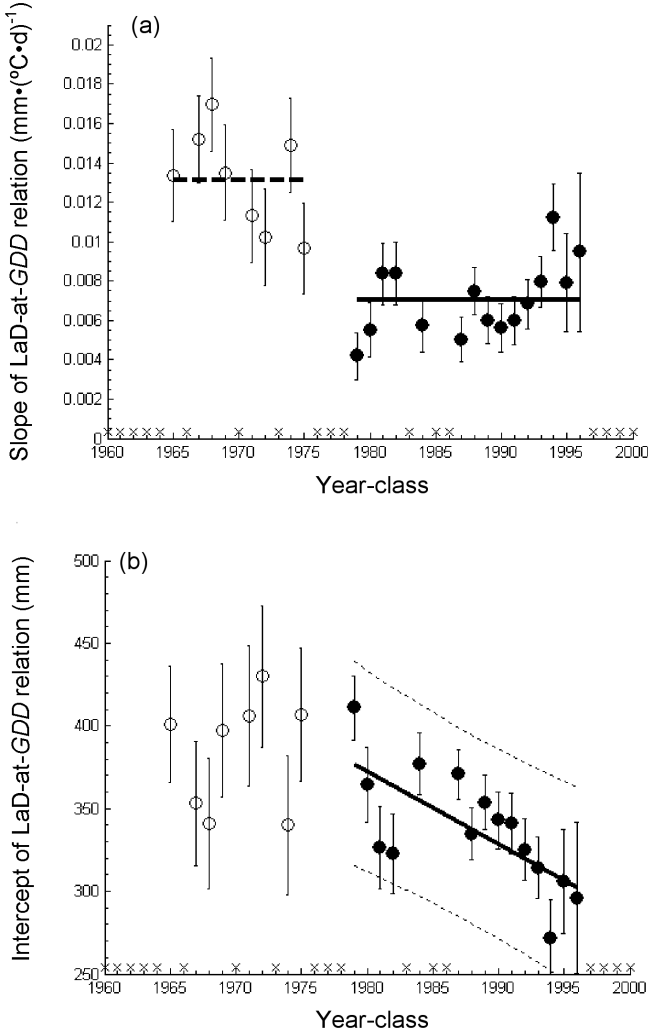 (a)
Slope of LaD-at-GDD relation (mm•(ºC•d)⁻¹)
0.02
0.018
0.016
0.014
0.012
0.01
0.008
0.006
0.004
0.002
0
1960 1965 1970 1975 1980 1985 1990 1995 2000
Year-class
(b)
Intercept of LaD-at-GDD relation (mm)
500
450
400
350
300
250
1960 1965 1970 1975 1980 1985 1990 1995 2000
Year-class